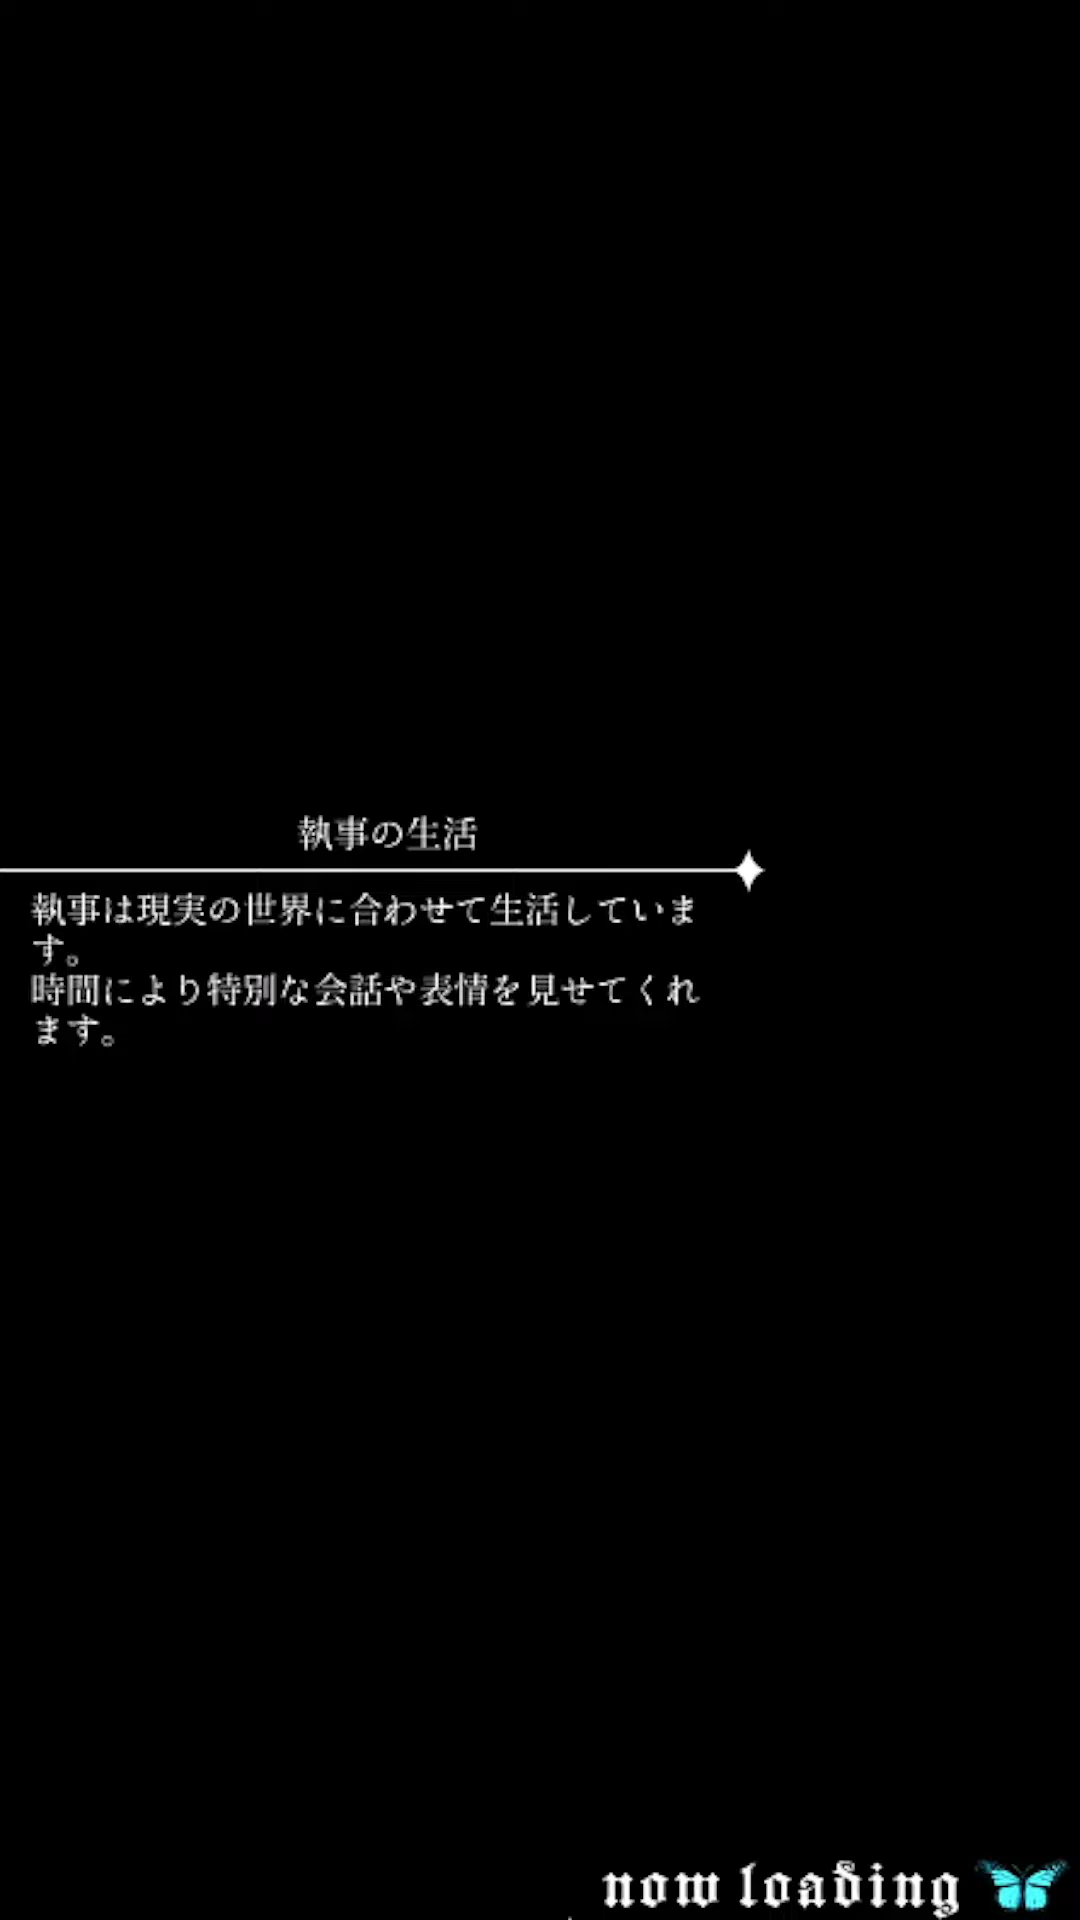 執事の生活
執事は現実の世界に合わせて生活していま
す。
時間により特別な会話や表情を見せてくれ
ます。
now loading